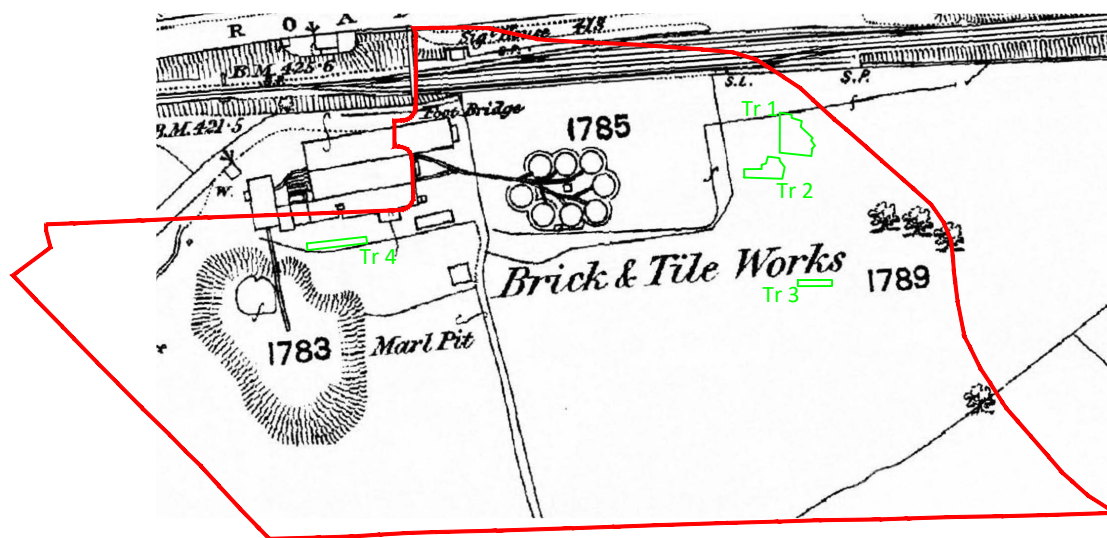 R O A D
Sig. House 418
S.P.
B.M. 425·6
S.P.
S.L.
S.P.
Foot Bridge
B.M. 421·5
1785
Tr 1
W.
Tr 2
Tr 4
Brick & Tile Works
Tr 3
1789
1783
Marl Pit